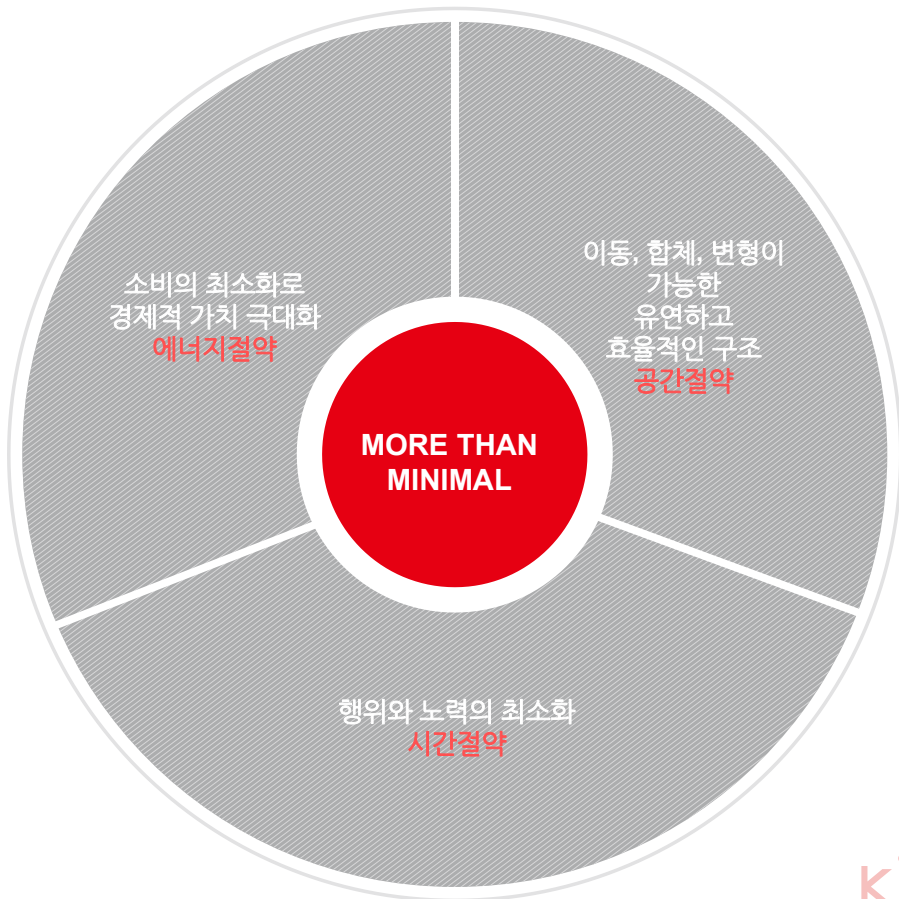 소비의 최소화로
경제적 가치 극대화
에너지절약
이동, 합체, 변형이
가능한
유연하고
효율적인 구조
공간절약
MORE THAN
MINIMAL
행위와 노력의 최소화
시간절약